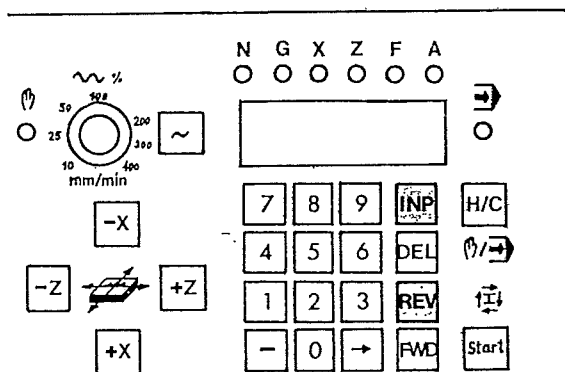 N G X Z F A
%
50 100 200
25 300
10 400
mm/min
~
-X
-Z +Z
+X
7 8 9 INP H/C
4 5 6 DEL
1 2 3 REV
- 0 → FWD Start